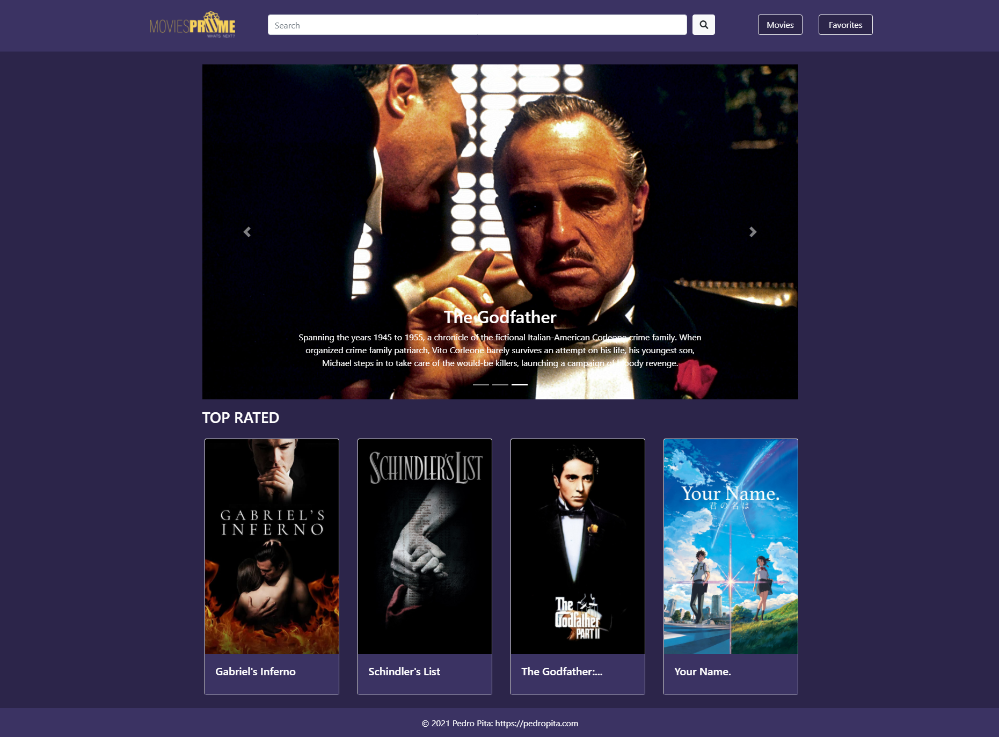 MOVIESPRIME
WHATS NEXT?
Search
Movies
Favorites
The Godfather
Spanning the years 1945 to 1955, a chronicle of the fictional Italian-American Corleone crime family. When
organized crime family patriarch, Vito Corleone barely survives an attempt on his life, his youngest son,
Michael steps in to take care of the would-be killers, launching a campaign of bloody revenge.
TOP RATED
GABRIEL'S
INFERNO
SCHINDLER'S LIST
The
Godfather
PART II
Your Name.
君の名は
Gabriel's Inferno
Schindler's List
The Godfather:...
Your Name.
© 2021 Pedro Pita: https://pedropita.com